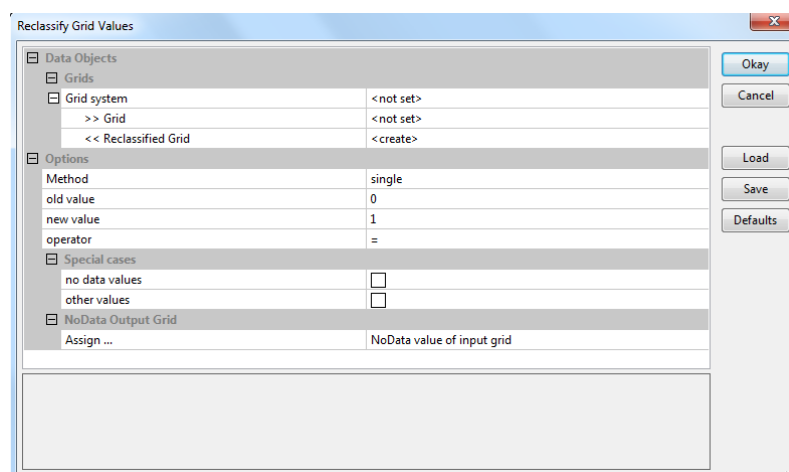 Reclassify Grid Values
Data Objects
Grids
Grid system <not set>
>> Grid <not set>
<< Reclassified Grid <create>
Options
Method single
old value 0
new value 1
operator =
Special cases
no data values
other values
NoData Output Grid
Assign ... NoData value of input grid
Okay
Cancel
Load
Save
Defaults